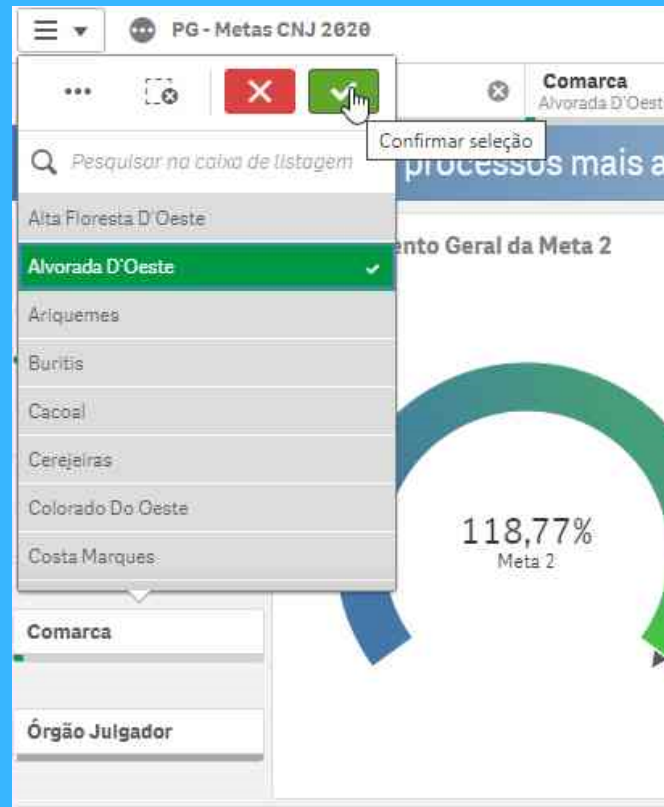 PG - Metas CNJ 2020
Comarca
Alvorada D'Oest
Confirmar seleção
Pesquisar na caixa de listagem
processos mais a
Alta Floresta D'Oeste
ento Geral da Meta 2
Alvorada D'Oeste
Ariquemes
Buritis
Cacoal
Cerejeiras
Colorado Do Oeste
118,77%
Costa Marques
Meta 2
Comarca
Órgão Julgador